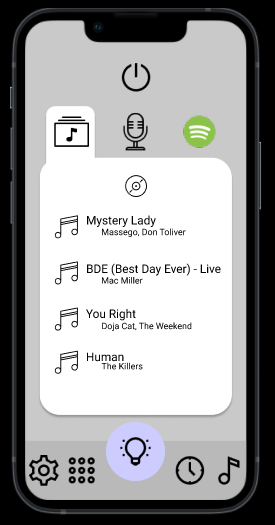 Mystery Lady
Massego, Don Toliver
BDE (Best Day Ever) - Live
Mac Miller
You Right
Doja Cat, The Weekend
Human
The Killers